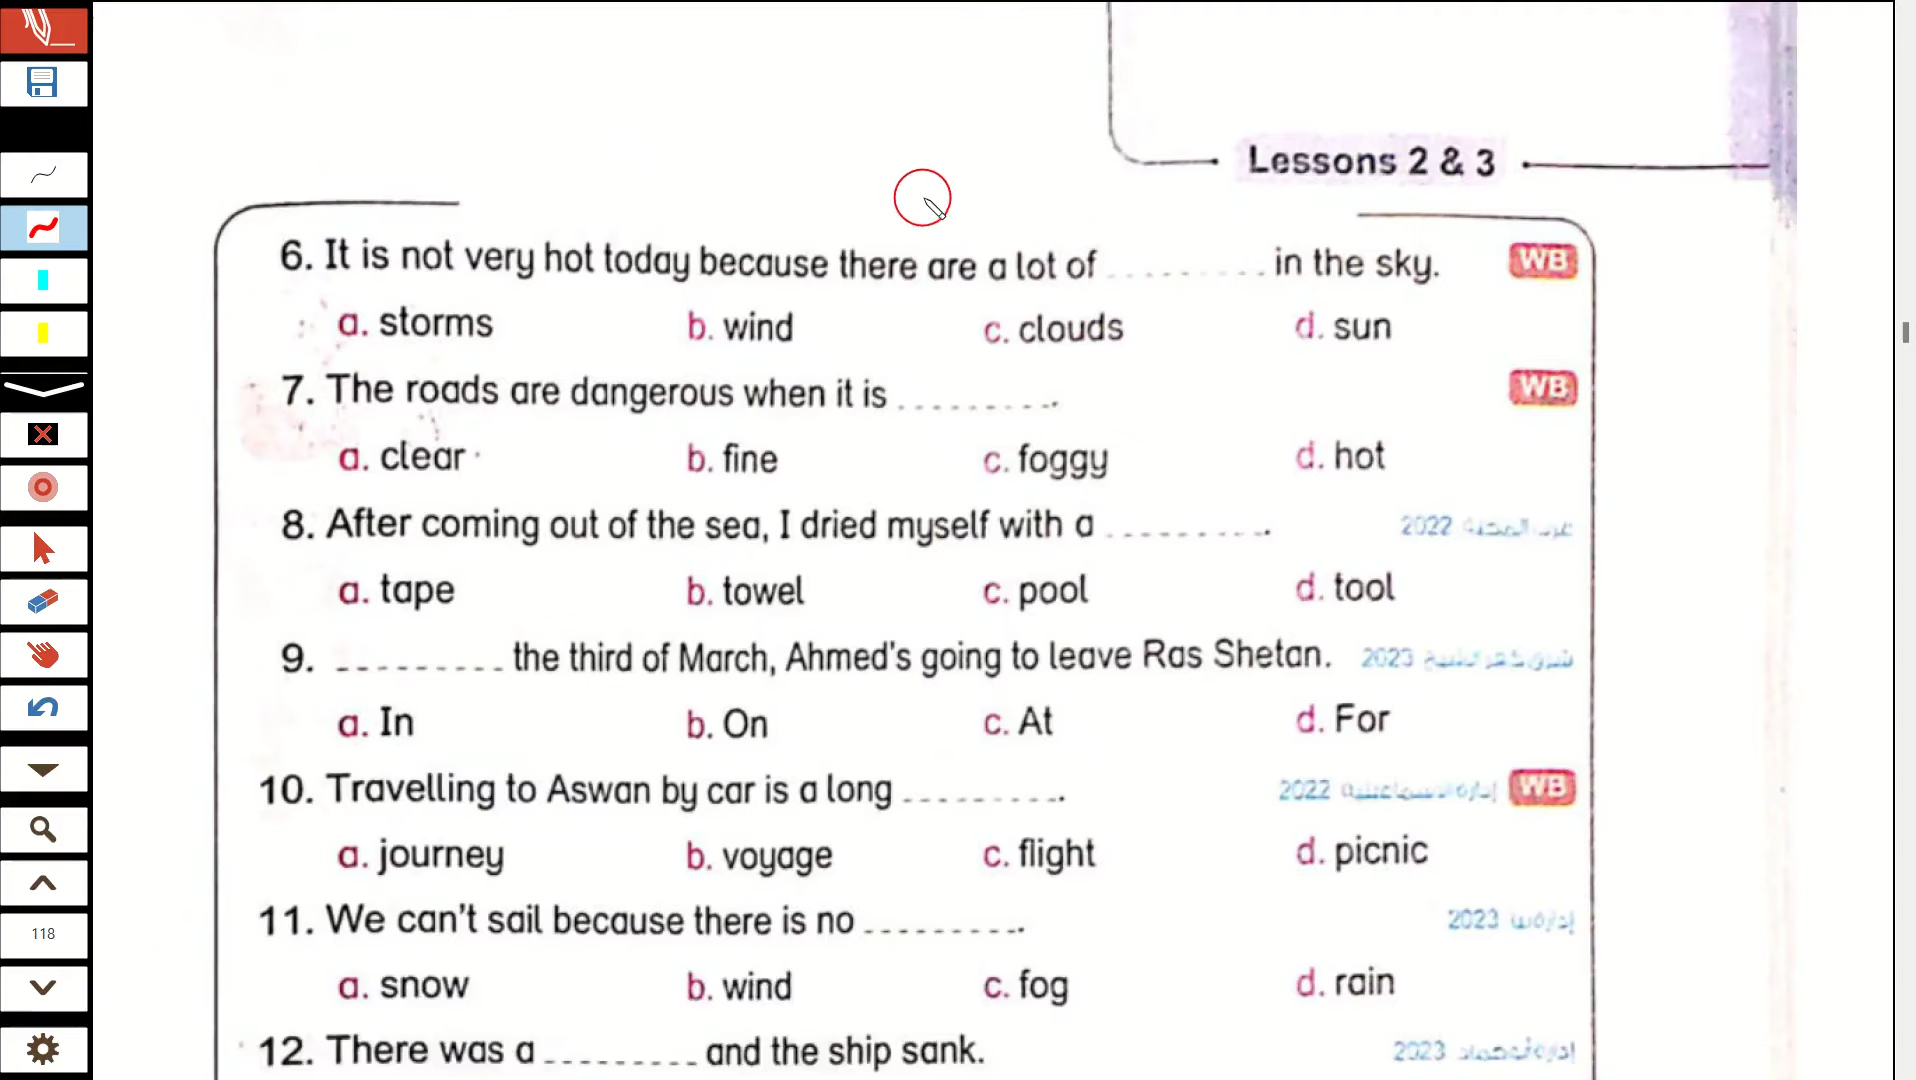 Lessons 2 & 3
6. It is not very hot today because there are a lot of .......... in the sky. WB
a. storms b. wind c. clouds d. sun
7. The roads are dangerous when it is .......... WB
a. clear b. fine c. foggy d. hot
8. After coming out of the sea, I dried myself with a .......... 2022
a. tape b. towel c. pool d. tool
9. .......... the third of March, Ahmed's going to leave Ras Shetan. 2023
a. In b. On c. At d. For
10. Travelling to Aswan by car is a long .......... 2022 WB
a. journey b. voyage c. flight d. picnic
11. We can't sail because there is no .......... 2023
a. snow b. wind c. fog d. rain
118
12. There was a .......... and the ship sank. 2023